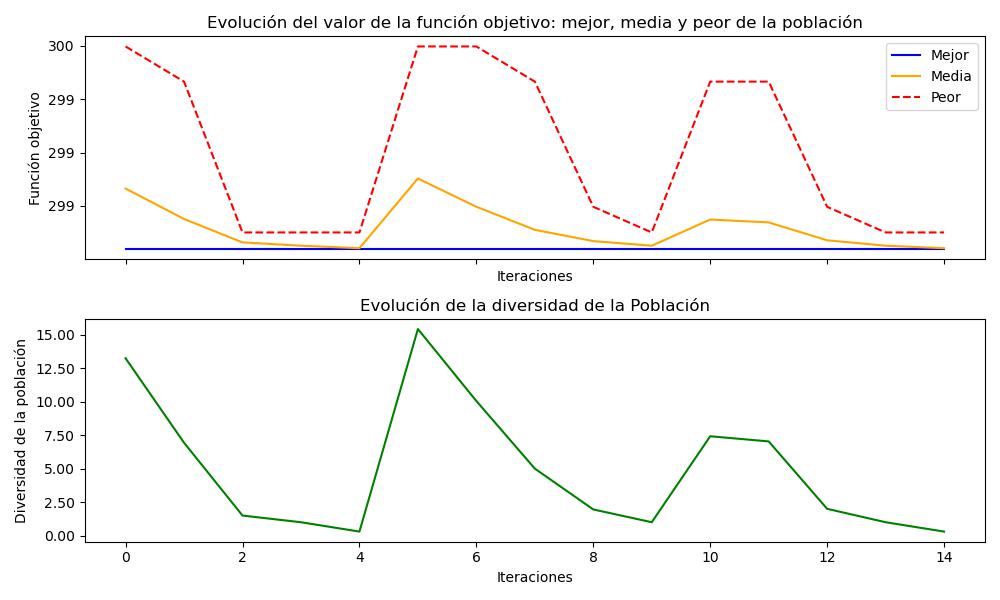 Evolución del valor de la función objetivo: mejor, media y peor de la población
300
299
299
299
Función objetivo
Mejor
Media
Peor
Iteraciones
Evolución de la diversidad de la Población
15.00
12.50
10.00
7.50
5.00
2.50
0.00
Diversidad de la población
0 2 4 6 8 10 12 14
Iteraciones